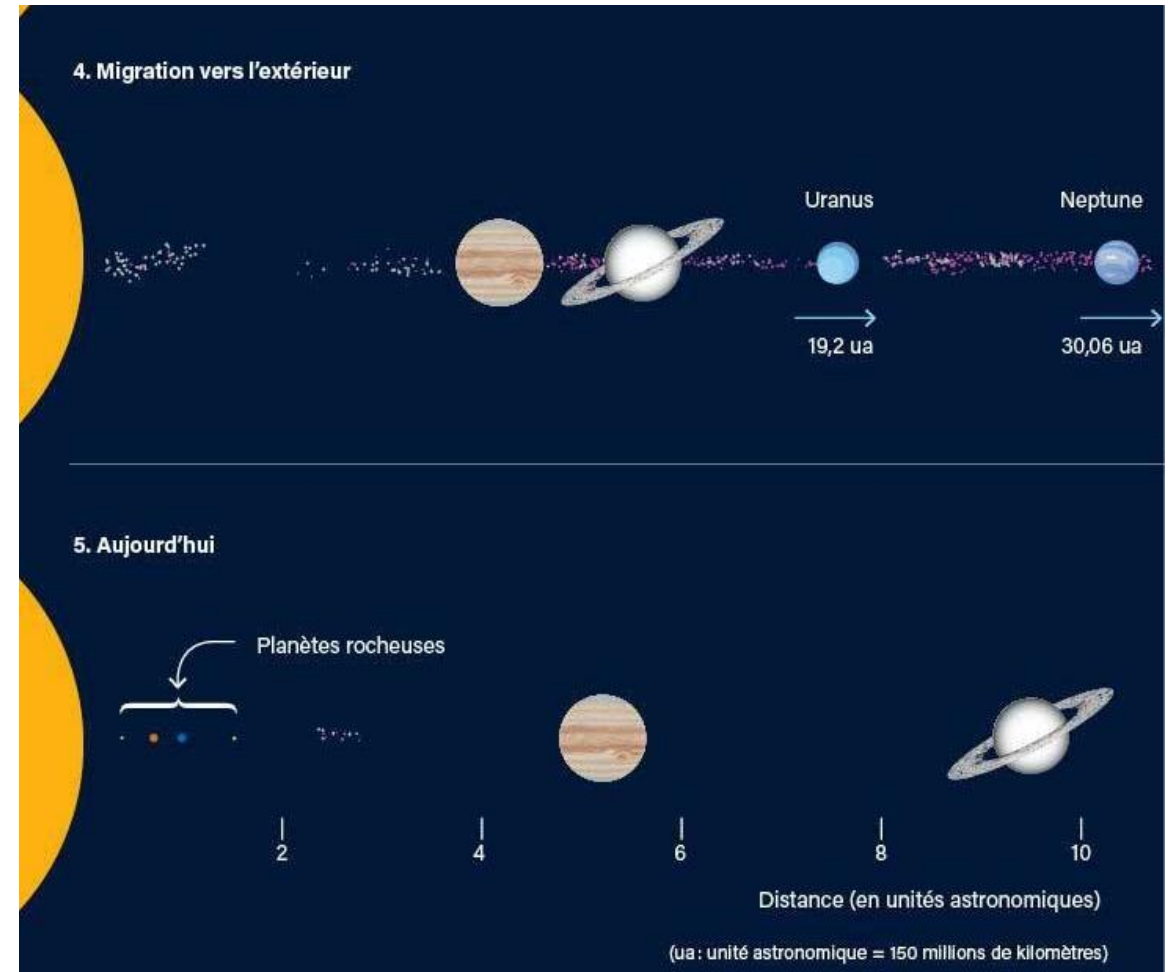 4. Migration vers l’extérieur
Uranus
Neptune
19,2 ua
30,06 ua
5. Aujourd’hui
Planètes rocheuses
2
4
6
8
10
Distance (en unités astronomiques)
(ua : unité astronomique = 150 millions de kilomètres)